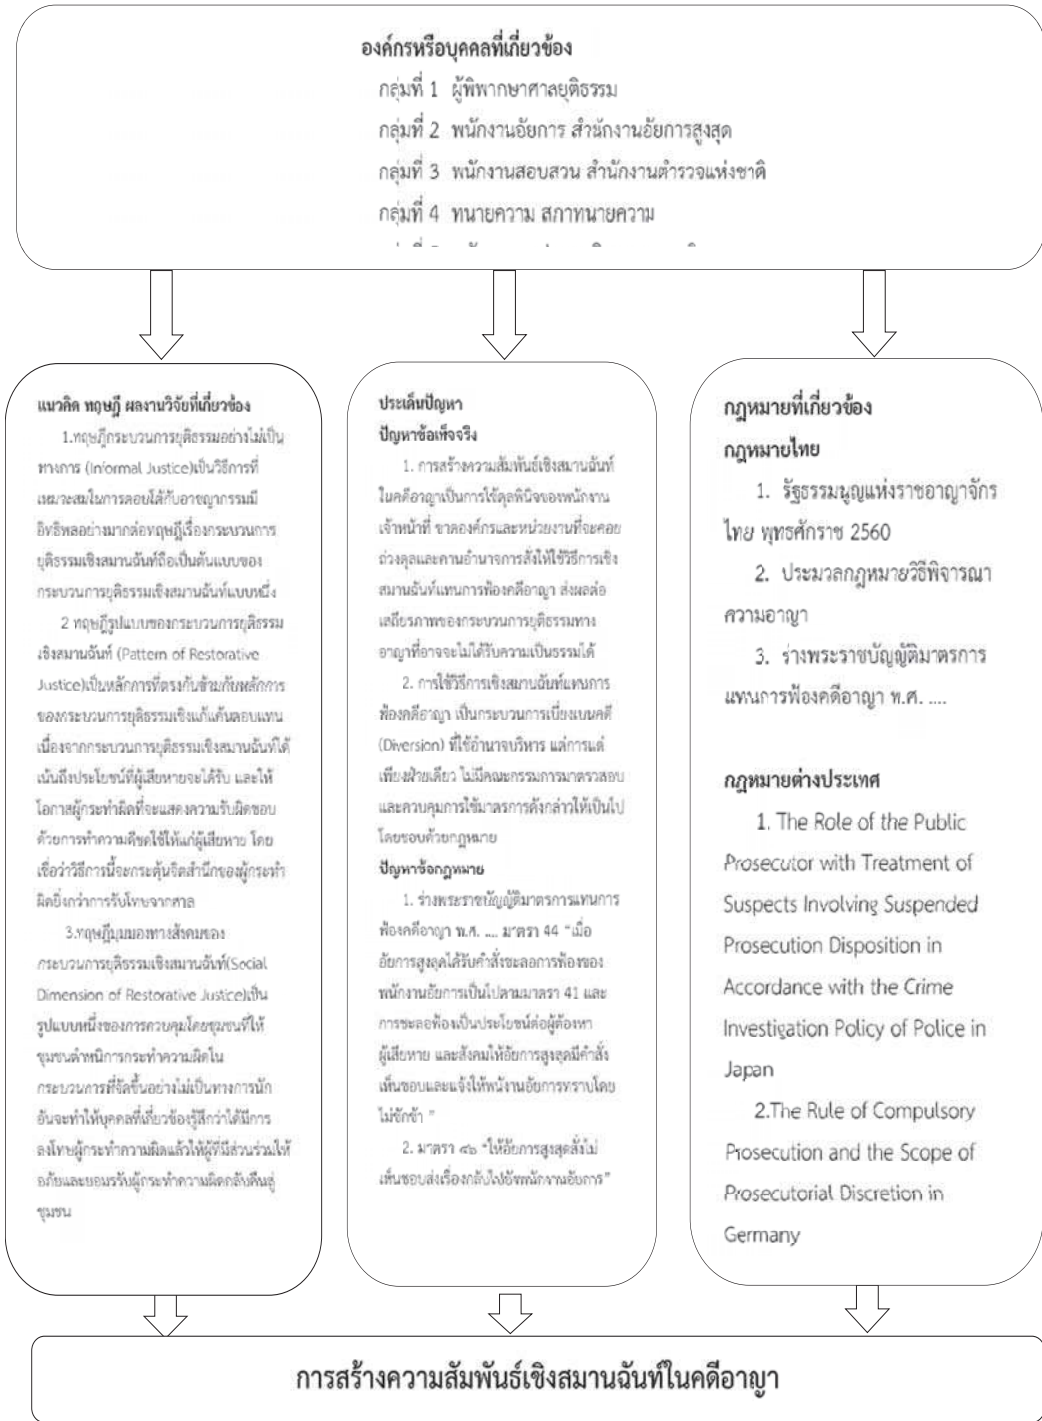 องค์กรหรือบุคคลที่เกี่ยวข้อง
กลุ่มที่ 1 ผู้พิพากษาศาลยุติธรรม
กลุ่มที่ 2 พนักงานอัยการ สำนักงานอัยการสูงสุด
กลุ่มที่ 3 พนักงานสอบสวน สำนักงานตำรวจแห่งชาติ
กลุ่มที่ 4 ทนายความ สภาทนายความ
แนวคิด ทฤษฎี ผลงานวิจัยที่เกี่ยวข้อง
1.ทฤษฎีกระบวนการยุติธรรมอย่างไม่เป็น
ทางการ (Informal Justice)เป็นวิธีการที่
เหมาะสมในการตอบโต้กับอาชญากรรมมี
อิทธิพลอย่างมากต่อทฤษฎีเรื่องกระบวนการ
ยุติธรรมเชิงสมานฉันท์ถือเป็นต้นแบบของ
กระบวนการยุติธรรมเชิงสมานฉันท์แบบหนึ่ง
2 ทฤษฎีรูปแบบของกระบวนการยุติธรรม
เชิงสมานฉันท์ (Pattern of Restorative
Justice)เป็นหลักการที่ตรงกันข้ามกับหลักการ
ของกระบวนการยุติธรรมเชิงแก้แค้นตอบแทน
เนื่องจากกระบวนการยุติธรรมเชิงสมานฉันท์ได้
เน้นถึงประโยชน์ที่ผู้เสียหายจะได้รับ และให้
โอกาสผู้กระทำผิดที่จะแสดงความรับผิดชอบ
ด้วยการทำความดีชดใช้ให้แก่ผู้เสียหาย โดย
เชื่อว่าวิธีการนี้จะกระตุ้นจิตสำนึกของผู้กระทำ
ผิดยิ่งกว่าการรับโทษจากศาล
3.ทฤษฎีมุมมองทางสังคมของ
กระบวนการยุติธรรมเชิงสมานฉันท์(Social
Dimension of Restorative Justice)เป็น
รูปแบบหนึ่งของการควบคุมโดยชุมชนที่ให้
ชุมชนตำหนิการกระทำความผิดใน
กระบวนการที่จัดขึ้นอย่างไม่เป็นทางการนัก
อันจะทำให้บุคคลที่เกี่ยวข้องรู้สึกว่าได้มีการ
ลงโทษผู้กระทำความผิดแล้วให้ผู้ที่มีส่วนร่วมให้
อภัยและยอมรับผู้กระทำความผิดกลับคืนสู่
ชุมชน
ประเด็นปัญหา
ปัญหาข้อเท็จจริง
1. การสร้างความสัมพันธ์เชิงสมานฉันท์
ในคดีอาญาเป็นการใช้ดุลพินิจของพนักงาน
เจ้าหน้าที่ ขาดองค์กรและหน่วยงานที่จะคอย
ถ่วงดุลและคานอำนาจการสั่งให้ใช้วิธีการเชิง
สมานฉันท์แทนการฟ้องคดีอาญา ส่งผลต่อ
เสถียรภาพของกระบวนการยุติธรรมทาง
อาญาที่อาจจะไม่ได้รับความเป็นธรรมได้
2. การใช้วิธีการเชิงสมานฉันท์แทนการ
ฟ้องคดีอาญา เป็นกระบวนการเบี่ยงเบนคดี
(Diversion) ที่ใช้อำนาจบริหาร แต่การแต่
เพียงฝ่ายเดียว ไม่มีคณะกรรมการมาตรวสอบ
และควบคุมการใช้มาตรการดังกล่าวให้เป็นไป
โดยชอบด้วยกฎหมาย
ปัญหาข้อกฎหมาย
1. ร่างพระราชบัญญัติมาตรการแทนการ
ฟ้องคดีอาญา พ.ศ. .... มาตรา 44 "เมื่อ
อัยการสูงสุดได้รับคำสั่งชะลอการฟ้องของ
พนักงานอัยการเป็นไปตามมาตรา 41 และ
การชะลอฟ้องเป็นประโยชน์ต่อผู้ต้องหา
ผู้เสียหาย และสังคมให้อัยการสูงสุดมีคำสั่ง
เห็นชอบและแจ้งให้พนังานอัยการทราบโดย
ไม่ชักช้า "
2. มาตรา ๔๖ "ให้อัยการสูงสุดสั่งไม่
เห็นชอบส่งเรื่องกลับไปยังพนักงานอัยการ"
กฎหมายที่เกี่ยวข้อง
กฎหมายไทย
1. รัฐธรรมนูญแห่งราชอาญาจักร
ไทย พุทธศักราช 2560
2. ประมวลกฎหมายวิธีพิจารณา
ความอาญา
3. ร่างพระราชบัญญัติมาตรการ
แทนการฟ้องคดีอาญา พ.ศ. ....
กฎหมายต่างประเทศ
1. The Role of the Public
Prosecutor with Treatment of
Suspects Involving Suspended
Prosecution Disposition in
Accordance with the Crime
Investigation Policy of Police in
Japan
2.The Rule of Compulsory
Prosecution and the Scope of
Prosecutorial Discretion in
Germany
การสร้างความสัมพันธ์เชิงสมานฉันท์ในคดีอาญา